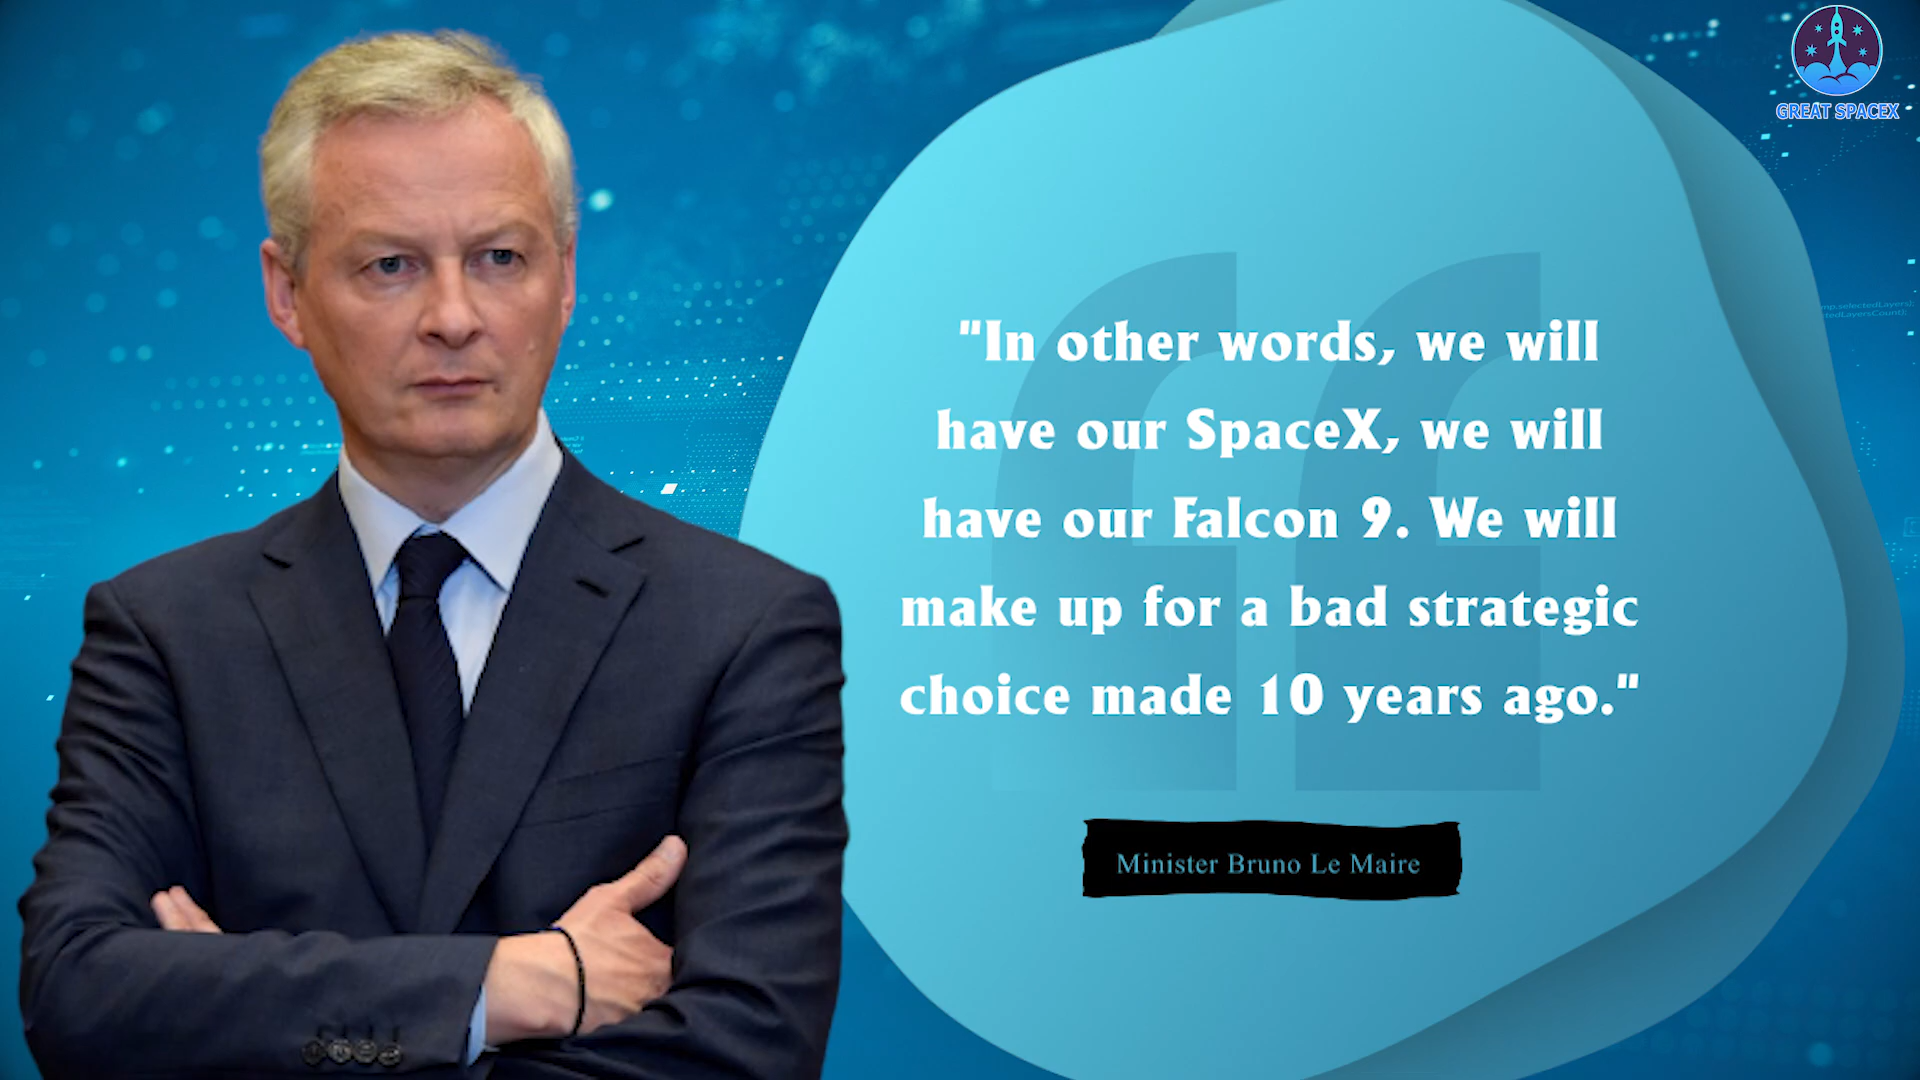 GREAT SPACEX
"In other words, we will
have our SpaceX, we will
have our Falcon 9. We will
make up for a bad strategic
choice made 10 years ago."
Minister Bruno Le Maire